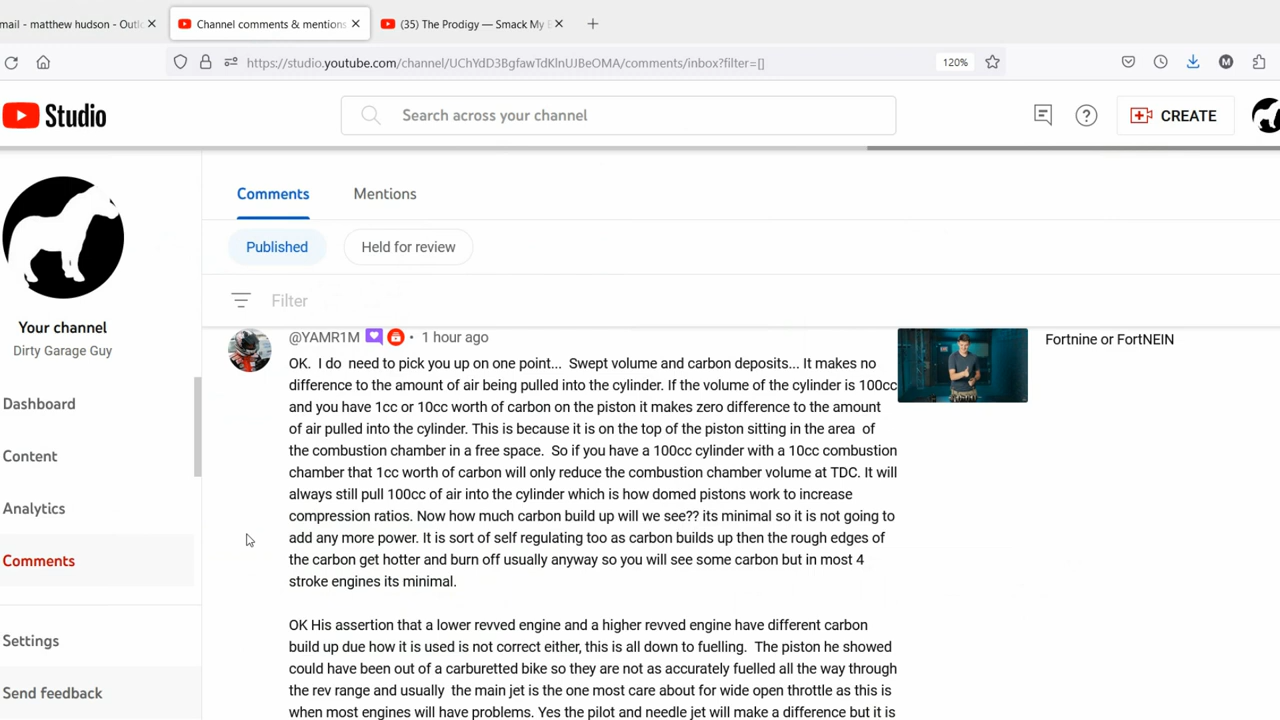 mail - matthew hudson - Outlo
Channel comments & mentions
(35) The Prodigy — Smack My
https://studio.youtube.com/channel/UChYdD3BgfawTdKlnUJBeOMA/comments/inbox?filter=[]
120%
M
Studio
Search across your channel
CREATE
Your channel
Dirty Garage Guy
Dashboard
Content
Analytics
Comments
Settings
Send feedback
Comments
Mentions
Published
Held for review
Filter
@YAMR1M • 1 hour ago
OK. I do need to pick you up on one point... Swept volume and carbon deposits... It makes no
difference to the amount of air being pulled into the cylinder. If the volume of the cylinder is 100cc
and you have 1cc or 10cc worth of carbon on the piston it makes zero difference to the amount
of air pulled into the cylinder. This is because it is on the top of the piston sitting in the area of
the combustion chamber in a free space. So if you have a 100cc cylinder with a 10cc combustion
chamber that 1cc worth of carbon will only reduce the combustion chamber volume at TDC. It will
always still pull 100cc of air into the cylinder which is how domed pistons work to increase
compression ratios. Now how much carbon build up will we see?? its minimal so it is not going to
add any more power. It is sort of self regulating too as carbon builds up then the rough edges of
the carbon get hotter and burn off usually anyway so you will see some carbon but in most 4
stroke engines its minimal.
OK His assertion that a lower revved engine and a higher revved engine have different carbon
build up due how it is used is not correct either, this is all down to fuelling. The piston he showed
could have been out of a carburetted bike so they are not as accurately fuelled all the way through
the rev range and usually the main jet is the one most care about for wide open throttle as this is
when most engines will have problems. Yes the pilot and needle jet will make a difference but it is
Fortnine or FortNEIN